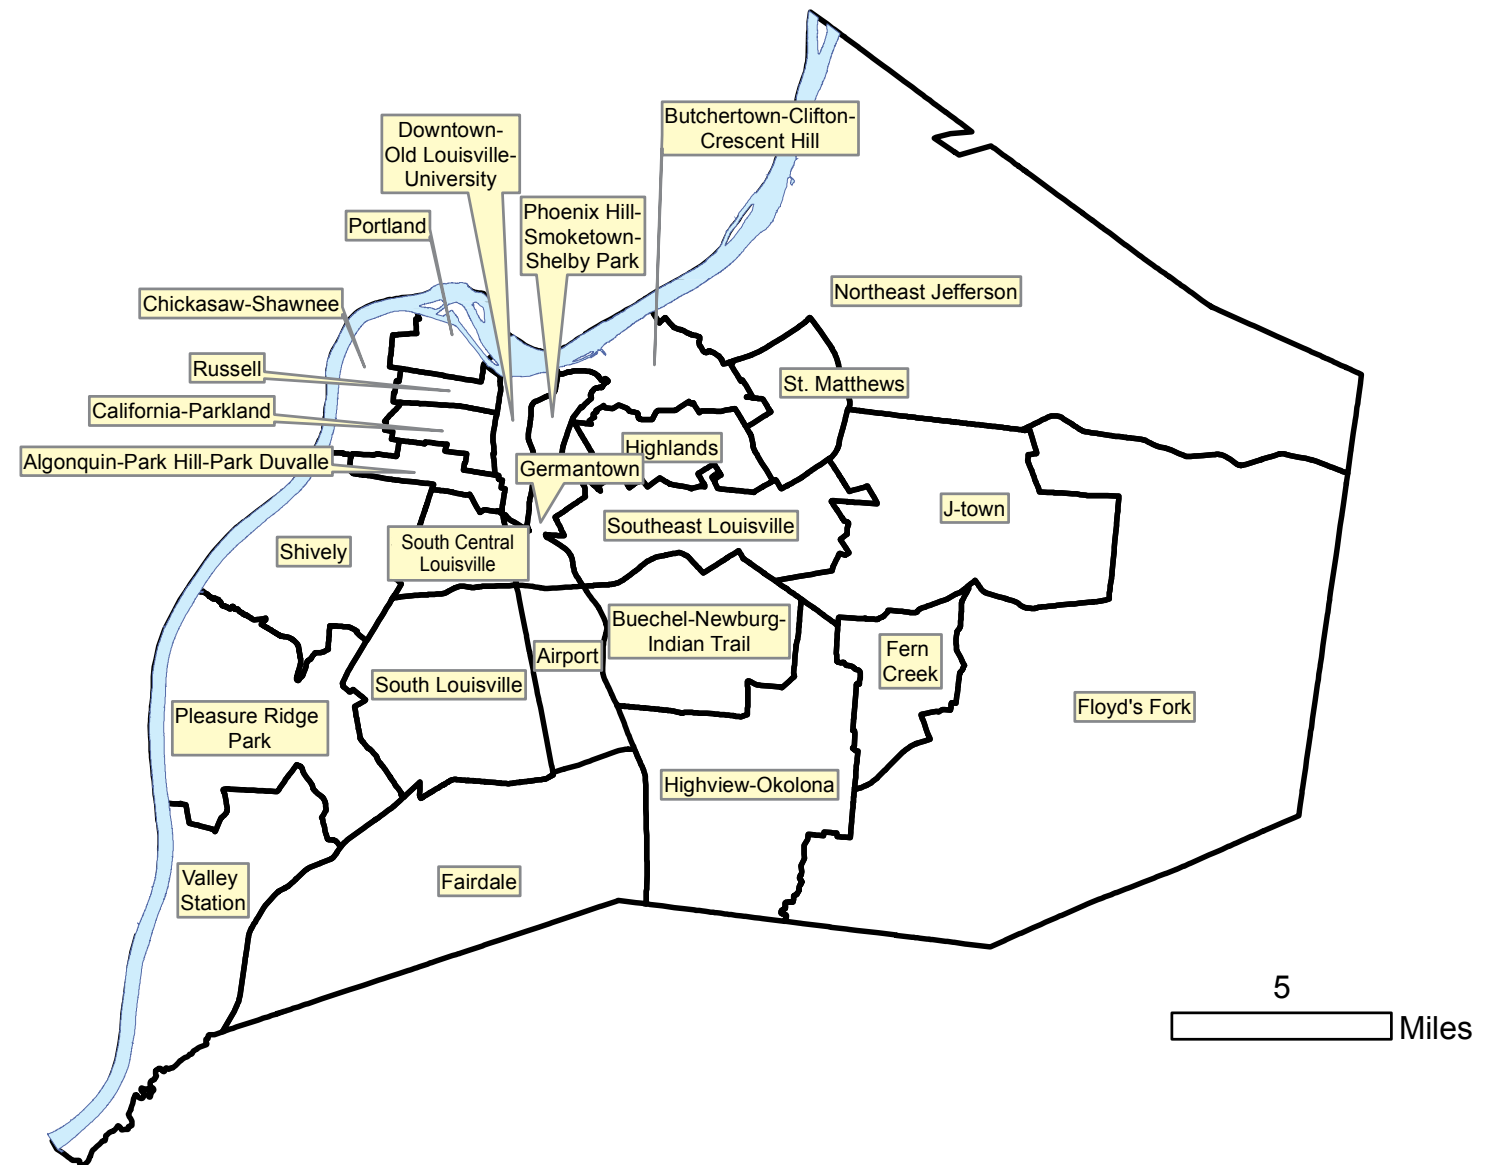 Butchertown-Clifton-
Crescent Hill
Downtown-
Old Louisville-
University
Phoenix Hill-
Smoketown-
Shelby Park
Portland
Northeast Jefferson
Chickasaw-Shawnee
Russell
St. Matthews
California-Parkland
Highlands
Algonquin-Park Hill-Park Duvalle
Germantown
J-town
Southeast Louisville
Shively
South Central
Louisville
Buechel-Newburg-
Indian Trail
Airport
Fern
Creek
South Louisville
Floyd's Fork
Pleasure Ridge
Park
Highview-Okolona
Valley
Station
Fairdale
5
Miles